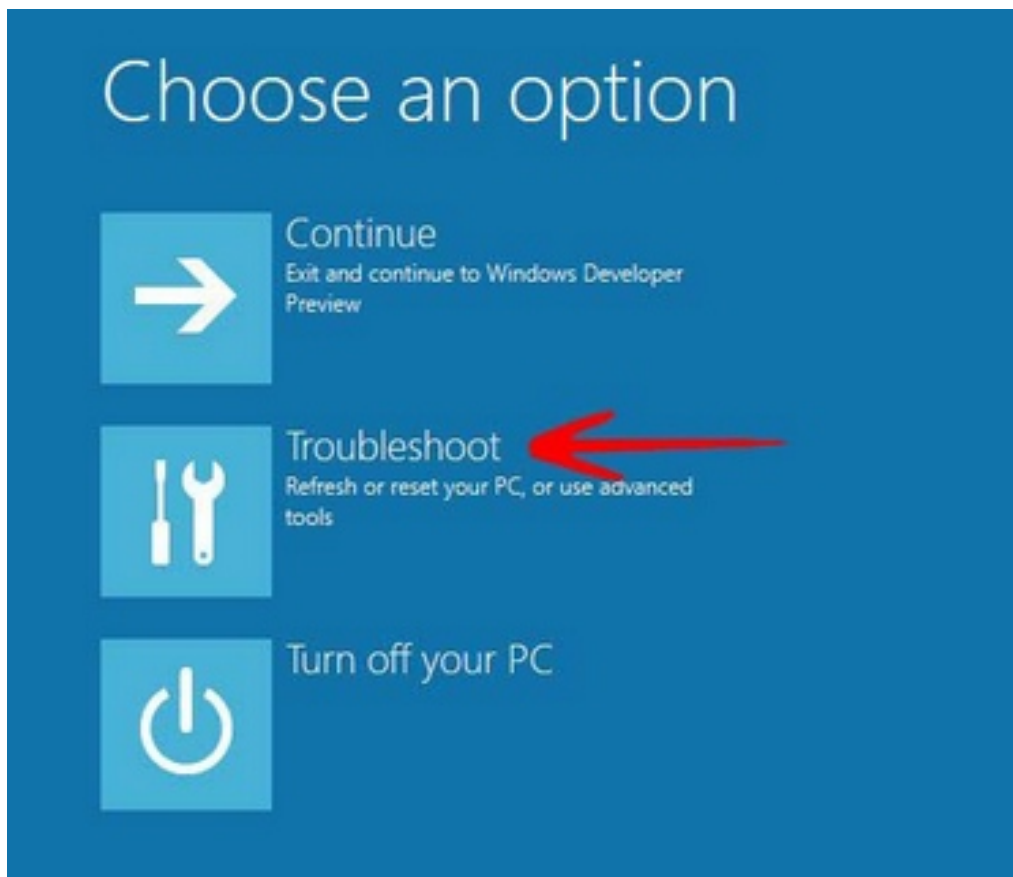 Choose an option
Continue
Exit and continue to Windows Developer
Preview
Troubleshoot
Refresh or reset your PC, or use advanced
tools
Turn off your PC